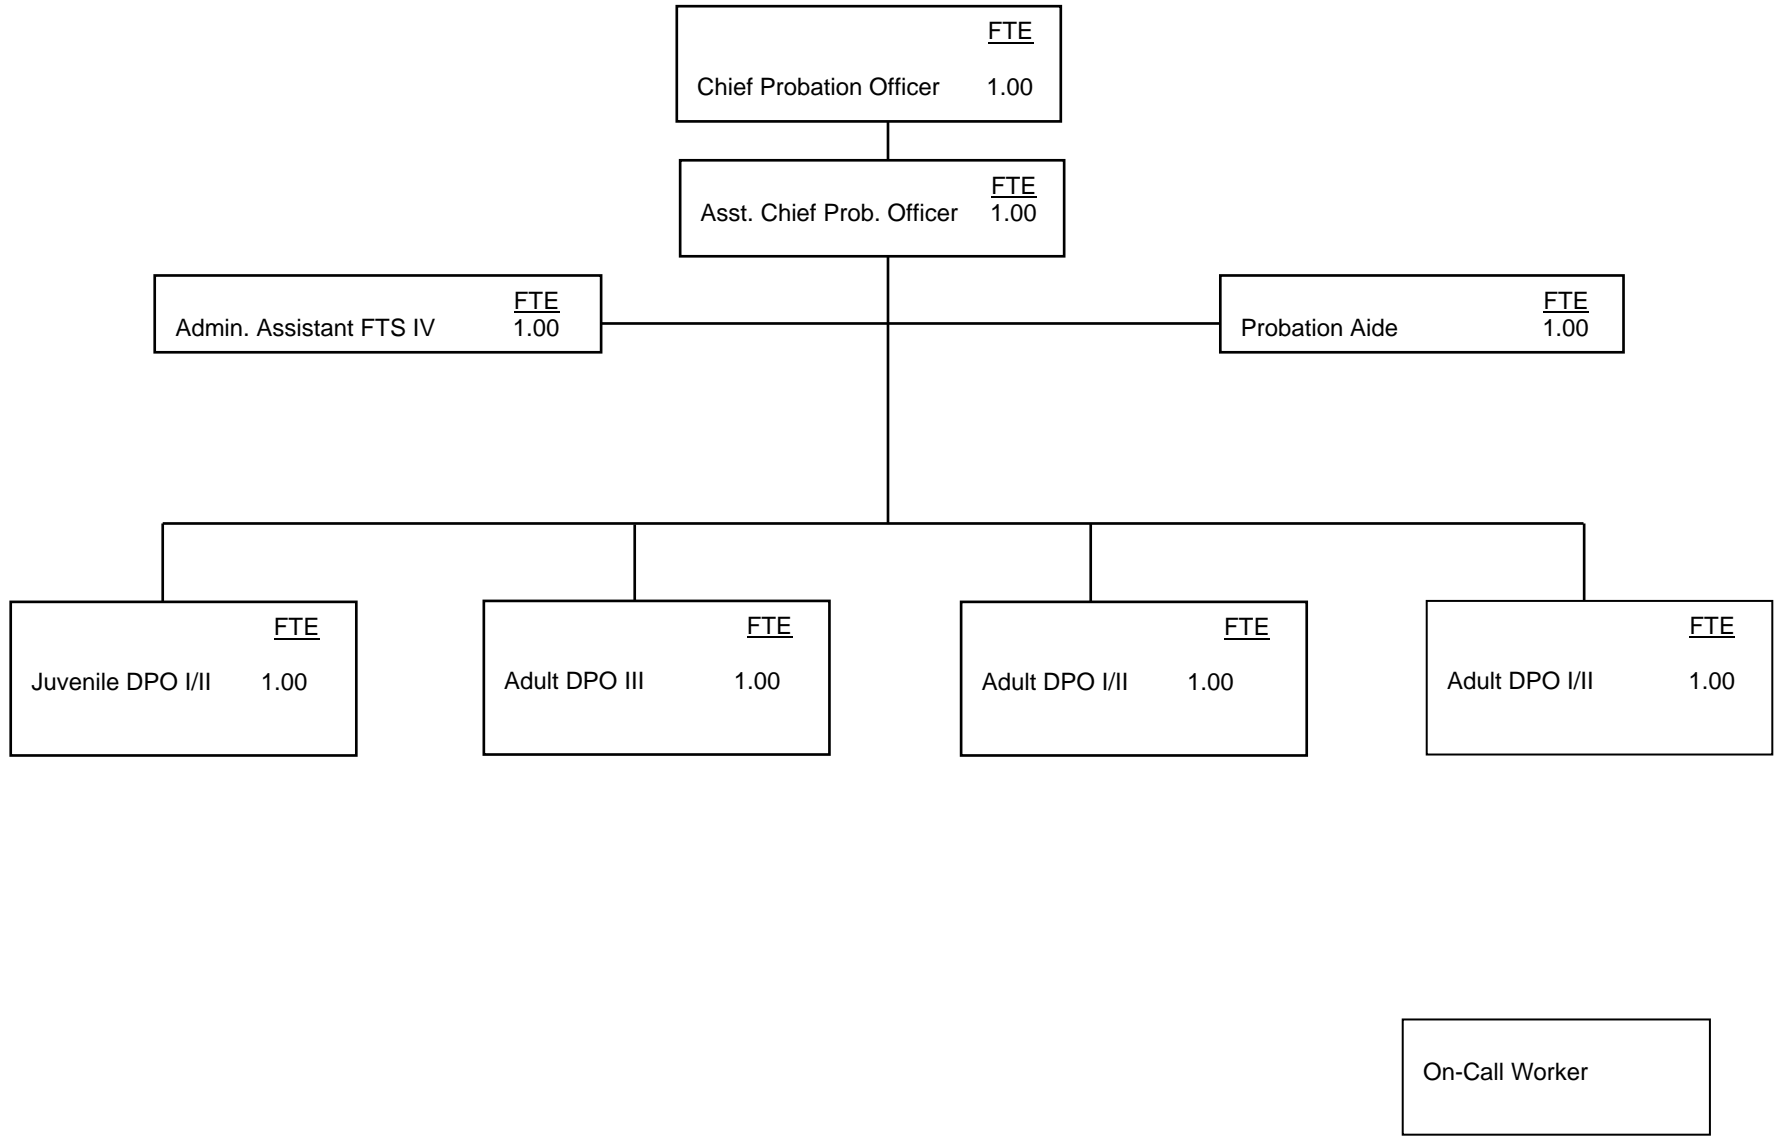 FTE
Chief Probation Officer 1.00
FTE
Asst. Chief Prob. Officer 1.00
FTE
Admin. Assistant FTS IV 1.00
FTE
Probation Aide 1.00
FTE
Juvenile DPO I/II 1.00
FTE
Adult DPO III 1.00
FTE
Adult DPO I/II 1.00
FTE
Adult DPO I/II 1.00
On-Call Worker